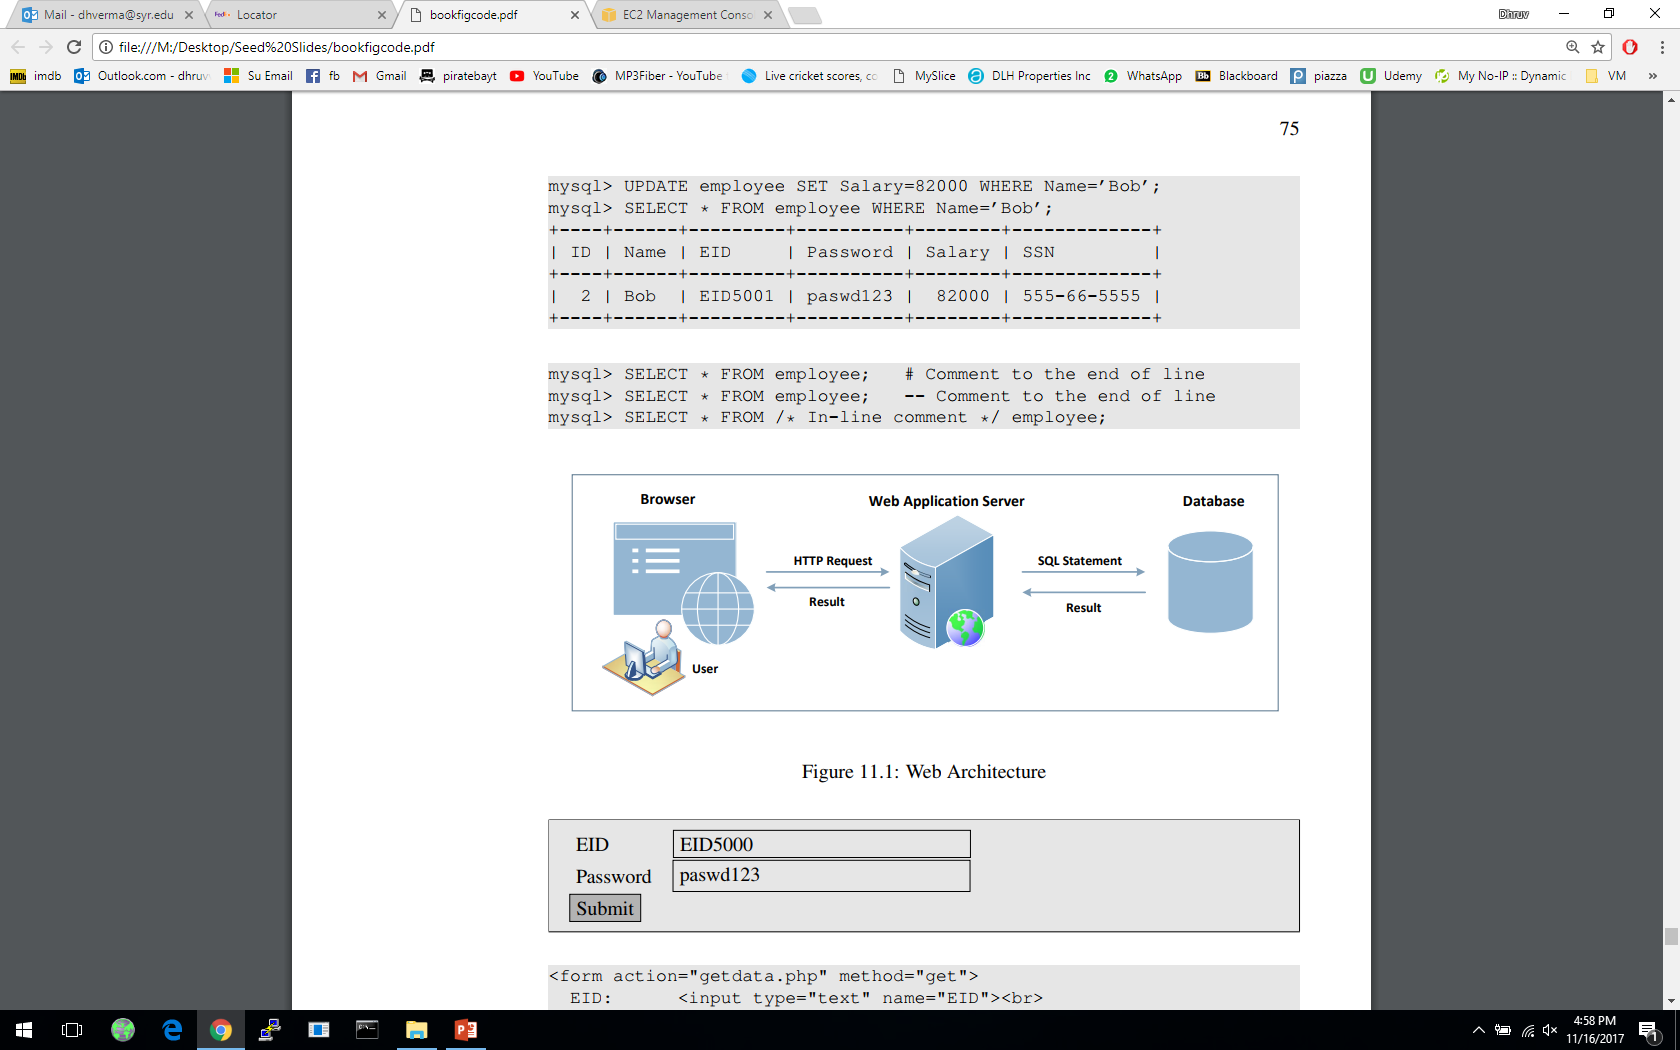 Mail - dhverma@syr.edu
FedEx Locator
bookfigcode.pdf
EC2 Management Conso
Dhruv
file:///M:/Desktop/Seed%20Slides/bookfigcode.pdf
IMDb imdb
Outlook.com - dhruv
Su Email
fb
Gmail
piratebayt
YouTube
MP3Fiber - YouTube
Live cricket scores, co
MySlice
DLH Properties Inc
2 WhatsApp
Bb Blackboard
piazza
Udemy
My No-IP :: Dynamic
VM
»
75
mysql> UPDATE employee SET Salary=82000 WHERE Name=’Bob’;
mysql> SELECT * FROM employee WHERE Name=’Bob’;
+----+------+---------+----------+--------+-------------+
| ID | Name | EID     | Password | Salary | SSN         |
+----+------+---------+----------+--------+-------------+
|  2 | Bob  | EID5001 | paswd123 |  82000 | 555-66-5555 |
+----+------+---------+----------+--------+-------------+
mysql> SELECT * FROM employee;   # Comment to the end of line
mysql> SELECT * FROM employee;   -- Comment to the end of line
mysql> SELECT * FROM /* In-line comment */ employee;
Browser
Web Application Server
Database
HTTP Request
SQL Statement
Result
Result
User
Figure 11.1: Web Architecture
EID EID5000
Password paswd123
Submit
<form action="getdata.php" method="get">
  EID:      <input type="text" name="EID"><br>
4:58 PM
11/16/2017
1